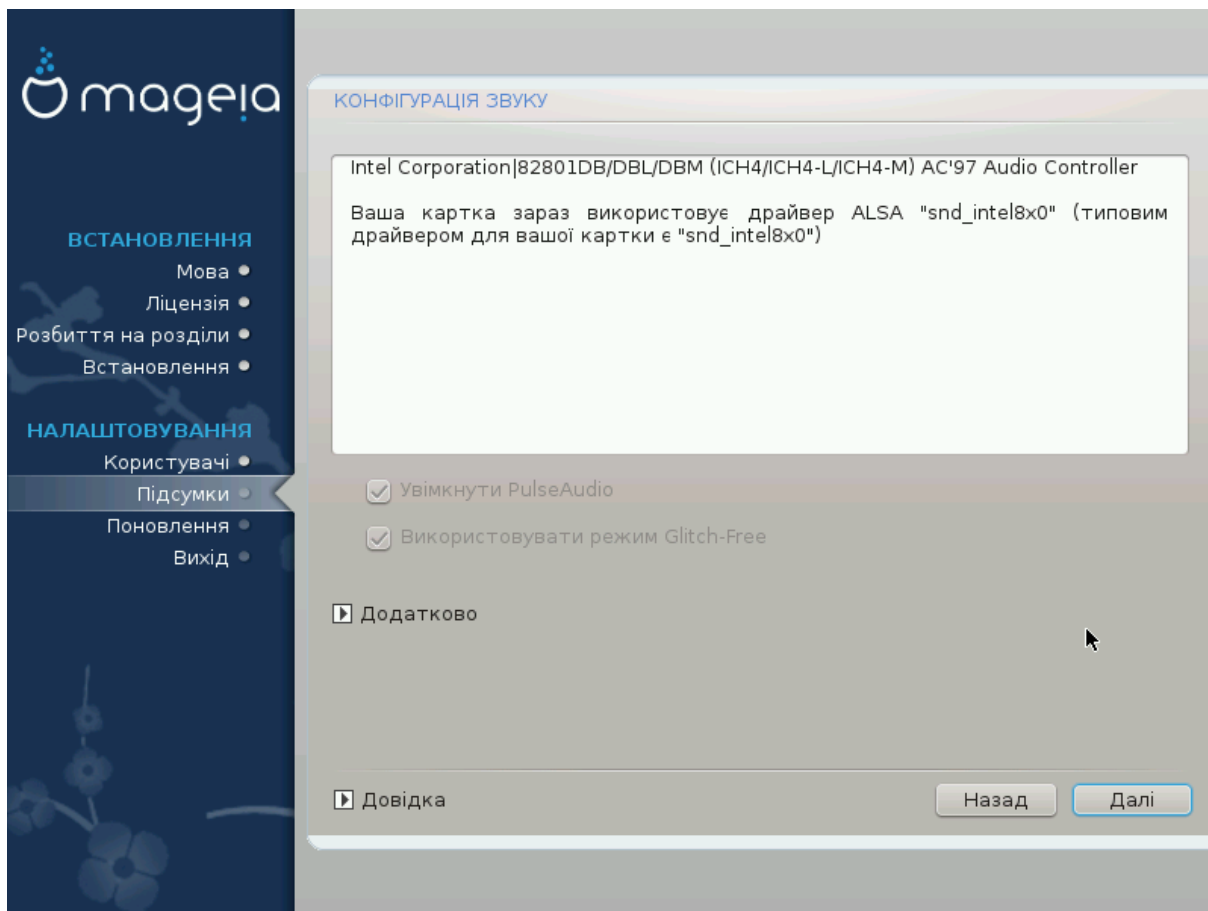 mageia
ВСТАНОВЛЕННЯ
Мова
Ліцензія
Розбиття на розділи
Встановлення
НАЛАШТОВУВАННЯ
Користувачі
Підсумки
Поновлення
Вихід
КОНФІГУРАЦІЯ ЗВУКУ
Intel Corporation|82801DB/DBL/DBM (ICH4/ICH4-L/ICH4-M) AC'97 Audio Controller
Ваша картка зараз використовує драйвер ALSA "snd_intel8x0" (типовим
драйвером для вашої картки є "snd_intel8x0")
Увімкнути PulseAudio
Використовувати режим Glitch-Free
Додатково
Довідка
Назад
Далі